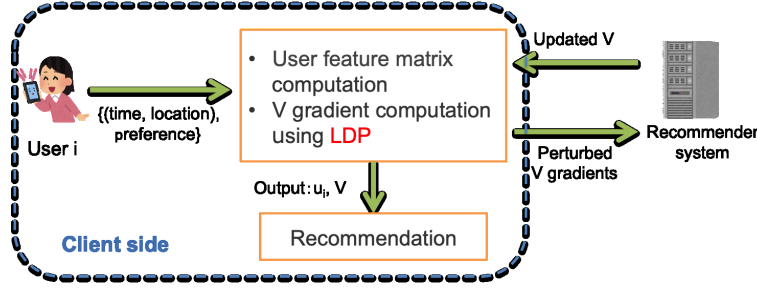 User i
{(time, location),
preference}
• User feature matrix
computation
• V gradient computation
using LDP
Updated V
Perturbed
V gradients
Recommender
system
Output: uᵢ, V
Recommendation
Client side